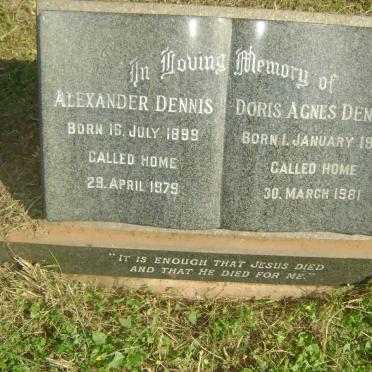 In Loving Memory of
ALEXANDER DENNIS
BORN 16, JULY 1899
CALLED HOME
29. APRIL 1979
DORIS AGNES
BORN 1. JANUARY
CALLED HOME
30. MARCH 1981
"IT IS ENOUGH THAT JESUS DIED
AND THAT HE DIED FOR ME."